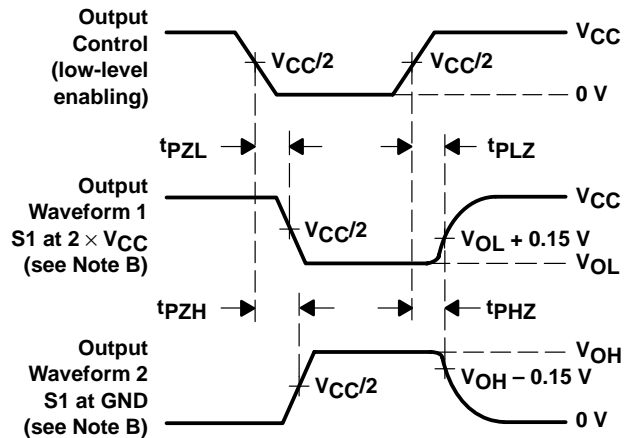 Output
Control
(low-level
enabling)
VCC/2
VCC/2
VCC
0 V
tPZL
tPLZ
Output
Waveform 1
S1 at 2 × VCC
(see Note B)
VCC/2
VCC
VOL + 0.15 V
VOL
tPZH
tPHZ
Output
Waveform 2
S1 at GND
(see Note B)
VCC/2
VOH
VOH – 0.15 V
0 V